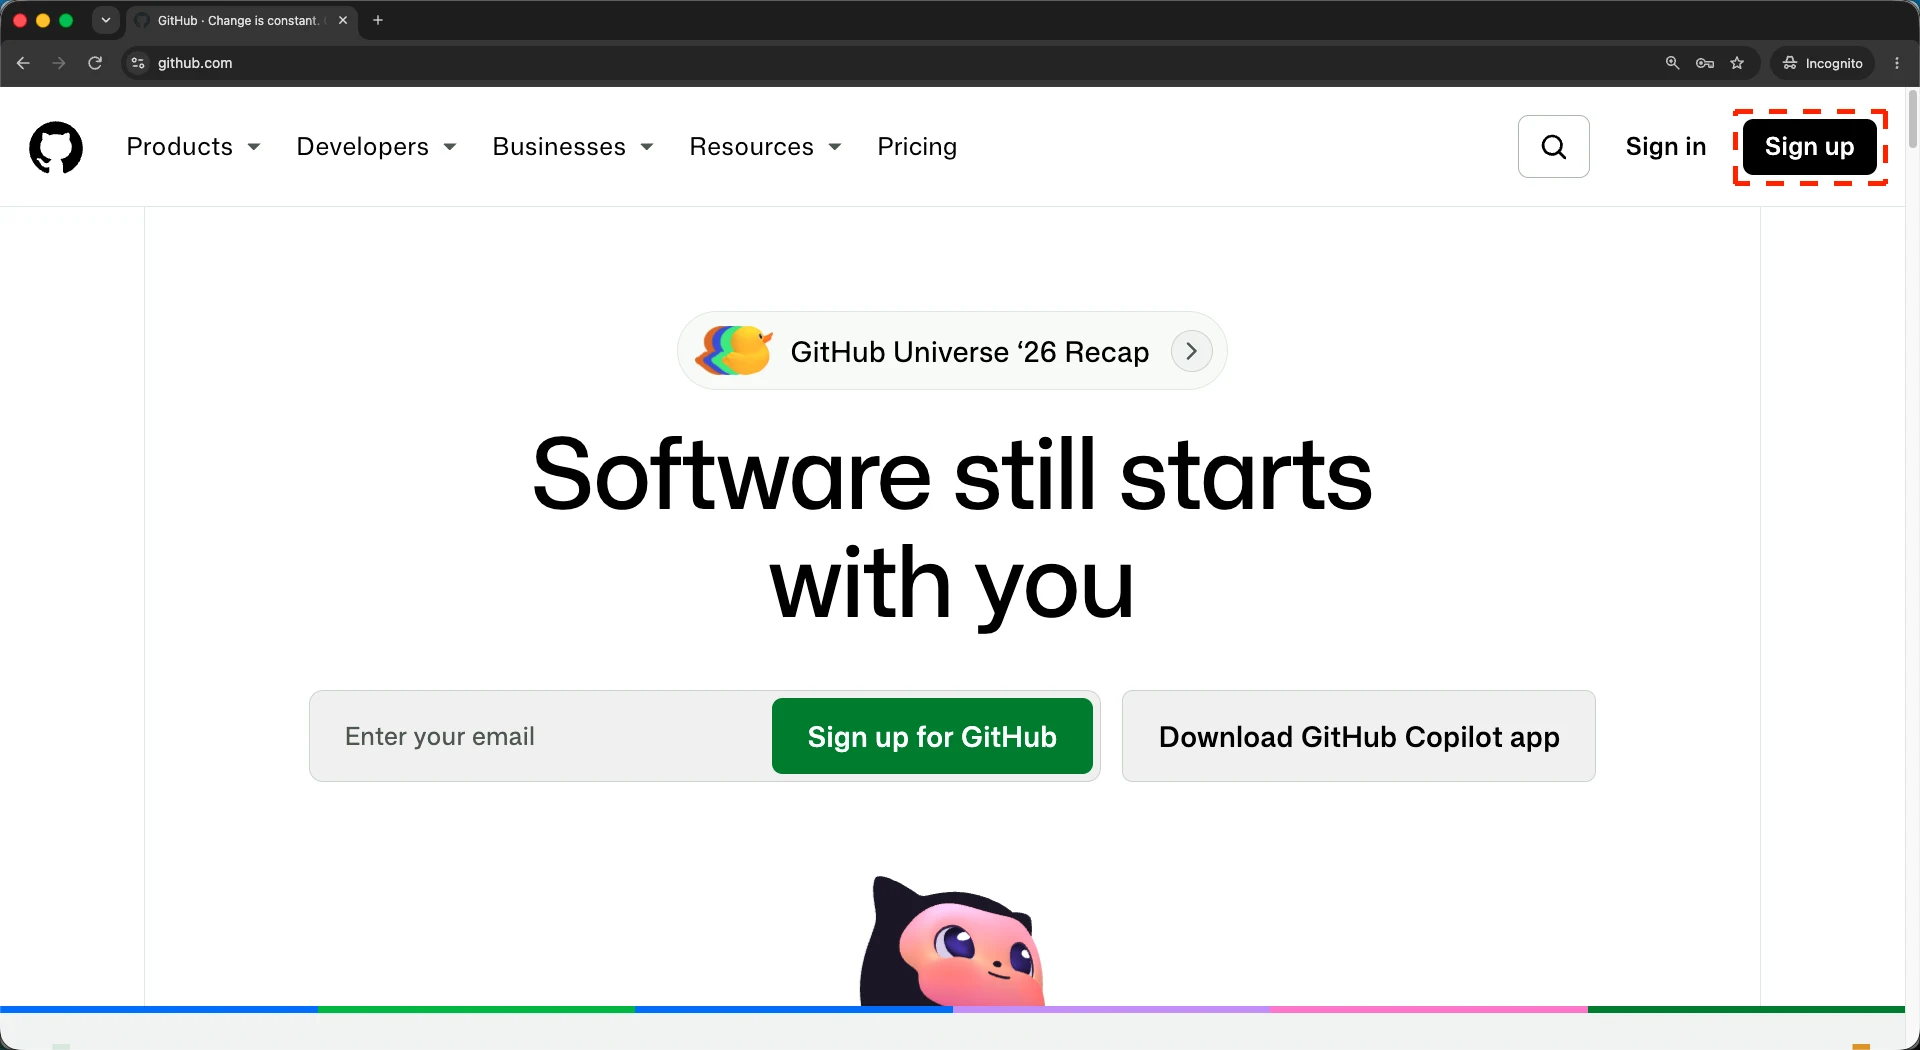 GitHub · Change is constant.
github.com
Incognito
Products
Developers
Businesses
Resources
Pricing
Sign in
Sign up
GitHub Universe ‘26 Recap
Software still starts
with you
Enter your email
Sign up for GitHub
Download GitHub Copilot app